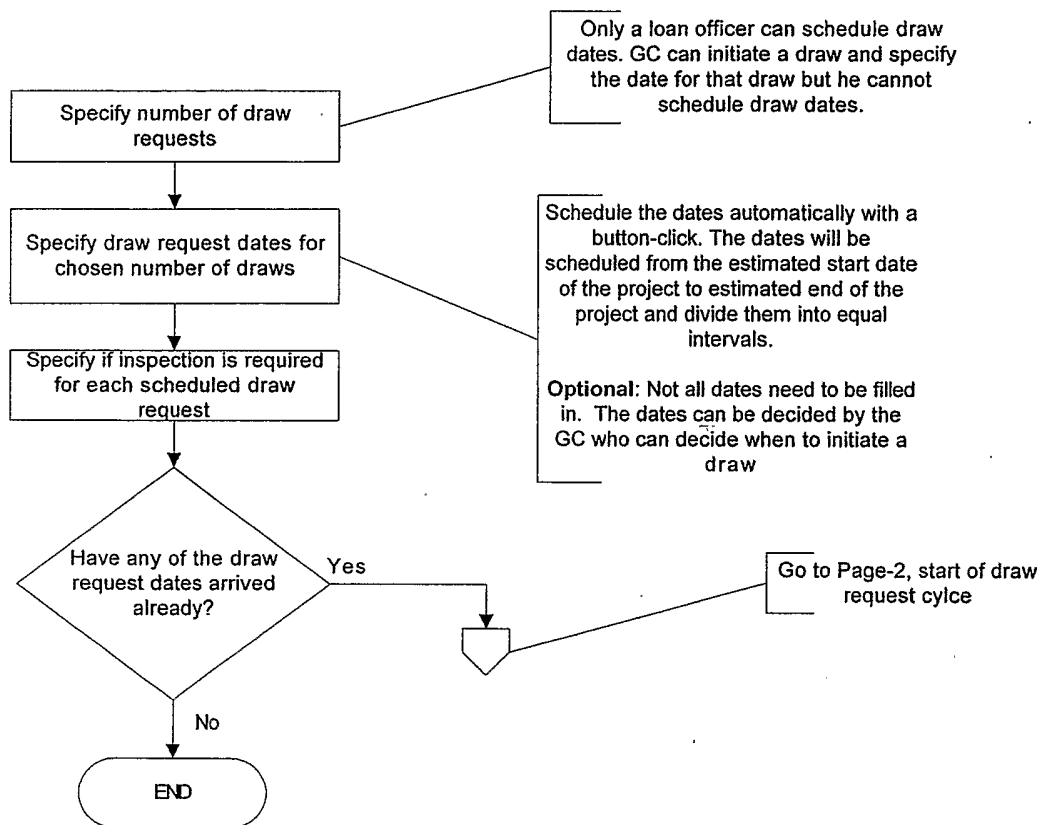 Only a loan officer can schedule draw
dates. GC can initiate a draw and specify
the date for that draw but he cannot
schedule draw dates.
Specify number of draw
requests
Schedule the dates automatically with a
button-click. The dates will be
scheduled from the estimated start date
of the project to estimated end of the
project and divide them into equal
intervals.
Optional: Not all dates need to be filled
in. The dates can be decided by the
GC who can decide when to initiate a
draw
Specify draw request dates for
chosen number of draws
Specify if inspection is required
for each scheduled draw
request
Have any of the draw
request dates arrived
already?
Yes
Go to Page-2, start of draw
request cylce
No
END